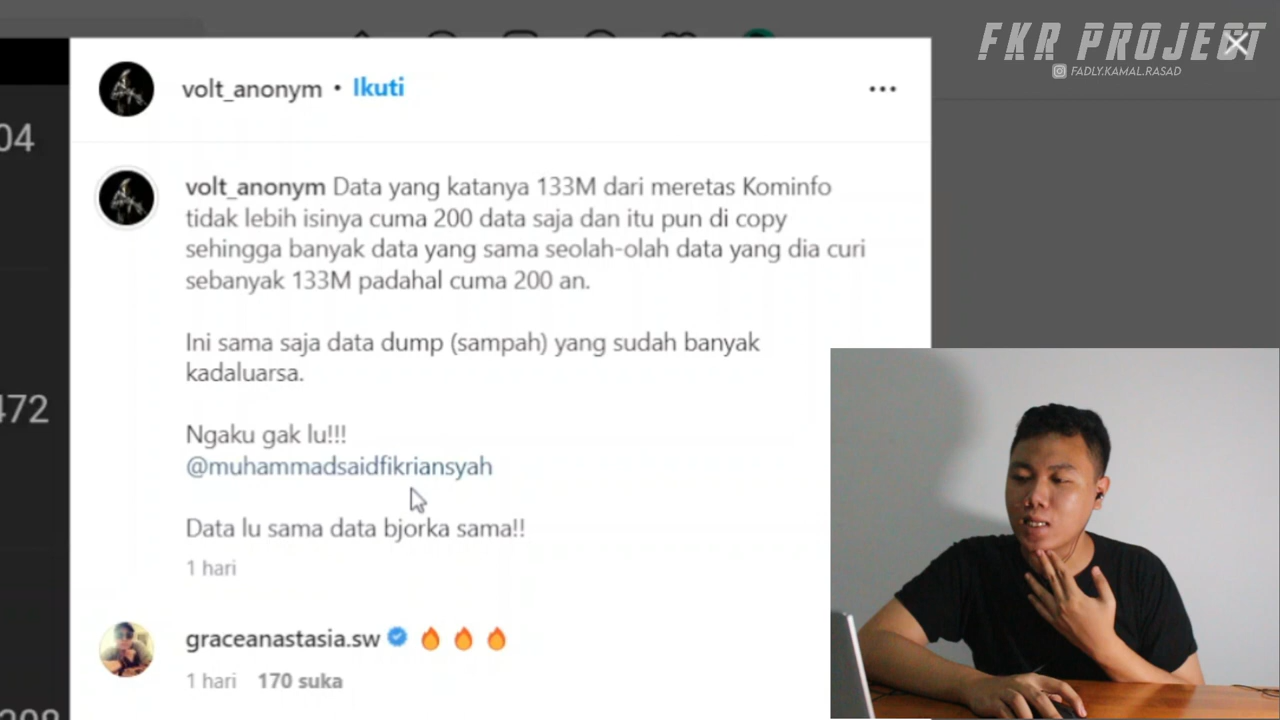 FKR PROJECT
FADLY.KAMAL.RASAD
04
volt_anonym • Ikuti
volt_anonym Data yang katanya 133M dari meretas Kominfo
tidak lebih isinya cuma 200 data saja dan itu pun di copy
sehingga banyak data yang sama seolah-olah data yang dia curi
sebanyak 133M padahal cuma 200 an.
Ini sama saja data dump (sampah) yang sudah banyak
kadaluarsa.
472
Ngaku gak lu!!!
@muhammadsaidfikriansyah
Data lu sama data bjorka sama!!
1 hari
graceanastasia.sw 🔥 🔥 🔥
1 hari 170 suka